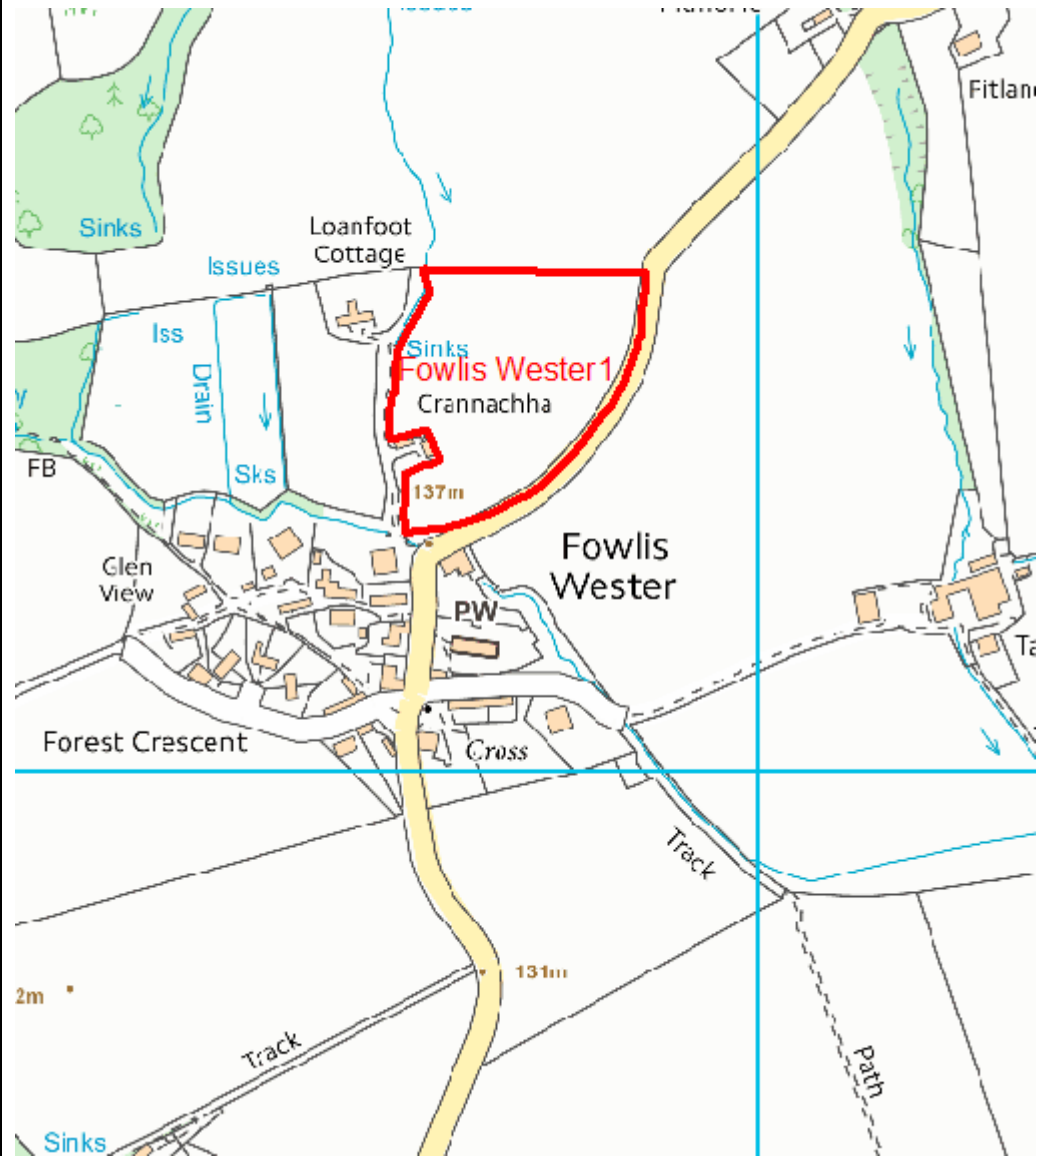 Fitlan
Sinks
Loanfoot
Cottage
Issues
Iss
Drain
Sinks
Fowlis Wester1
Crannachha
FB
Sks
137m
Fowlis
Wester
Glen
View
PW
Ta
Forest Crescent
Cross
Track
131m
2m
Track
Path
Sinks